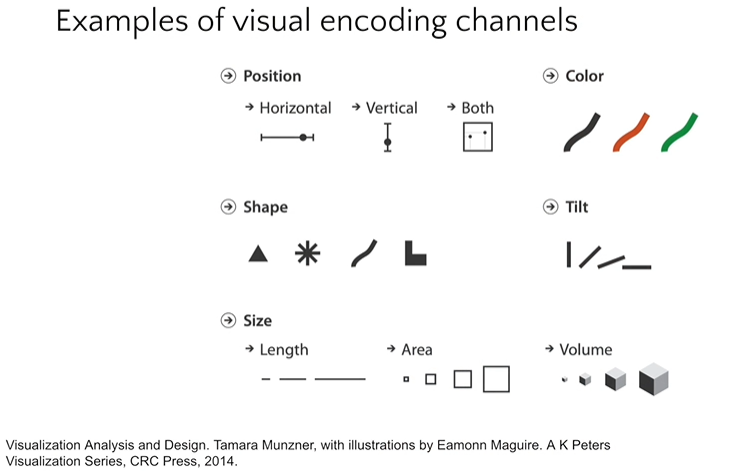 Examples of visual encoding channels
Position
Horizontal
Vertical
Both
Color
Shape
Tilt
Size
Length
Area
Volume
Visualization Analysis and Design. Tamara Munzner, with illustrations by Eamonn Maguire. A K Peters
Visualization Series, CRC Press, 2014.